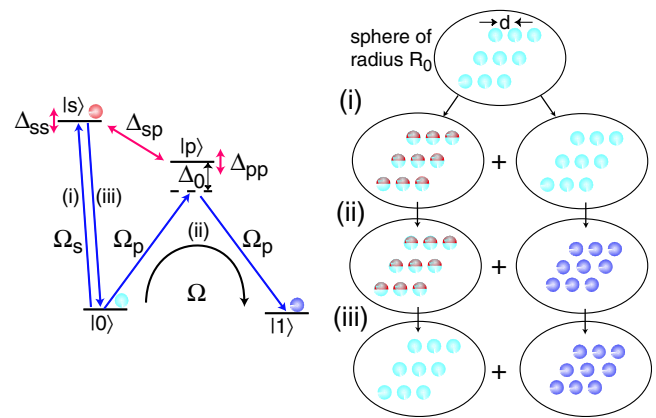 |s⟩
Δss
Δsp
|p⟩
Δ0
Δpp
(i)
(iii)
Ωs
Ωp
(ii)
Ωp
Ω
|0⟩
|1⟩
sphere of
radius R0
d
(i)
+
(ii)
+
(iii)
+